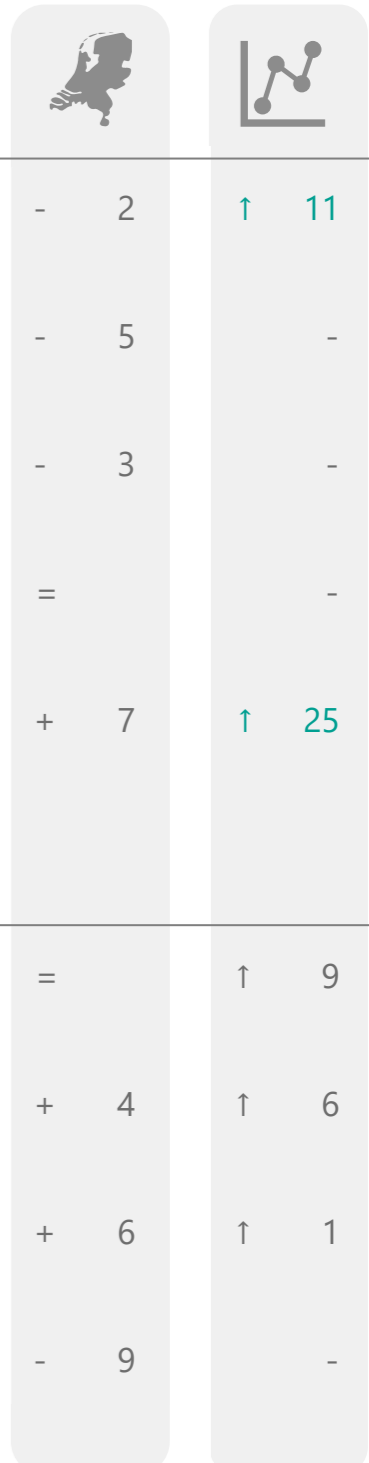 - 2 ↑ 11
- 5 -
- 3 -
= -
+ 7 ↑ 25
= ↑ 9
+ 4 ↑ 6
+ 6 ↑ 1
- 9 -